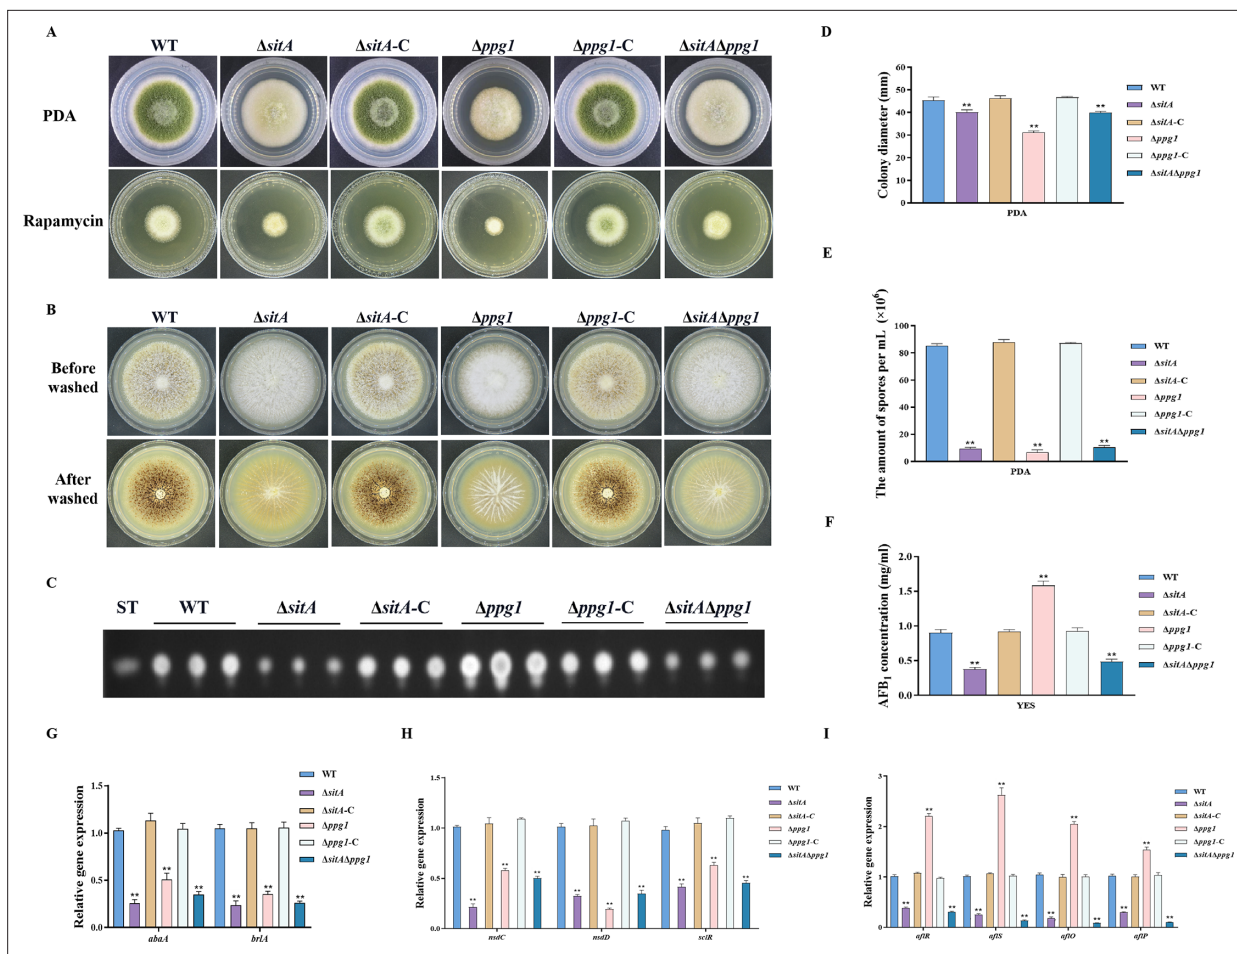 A
WT ΔsitA ΔsitA-C Δppg1 Δppg1-C ΔsitAΔppg1
PDA
Rapamycin
B
WT ΔsitA ΔsitA-C Δppg1 Δppg1-C ΔsitAΔppg1
Before
washed
After
washed
C
ST WT ΔsitA ΔsitA-C Δppg1 Δppg1-C ΔsitAΔppg1
D
Colony diameter (mm)
60
50
40
30
20
10
0
** ** **
PDA
WT
ΔsitA
ΔsitA-C
Δppg1
Δppg1-C
ΔsitAΔppg1
E
The amount of spores per mL (×10⁶)
100
80
60
40
20
0
** ** **
PDA
WT
ΔsitA
ΔsitA-C
Δppg1
Δppg1-C
ΔsitAΔppg1
F
AFB₁ concentration (mg/ml)
2.0
1.5
1.0
0.5
0.0
** ** **
YES
WT
ΔsitA
ΔsitA-C
Δppg1
Δppg1-C
ΔsitAΔppg1
G
Relative gene expression
1.5
1.0
0.5
0.0
** ** ** ** ** **
abaA brlA
WT
ΔsitA
ΔsitA-C
Δppg1
Δppg1-C
ΔsitAΔppg1
H
Relative gene expression
1.5
1.0
0.5
0.0
** ** ** ** ** ** ** ** **
nsdC nsdD sclR
WT
ΔsitA
ΔsitA-C
Δppg1
Δppg1-C
ΔsitAΔppg1
I
Relative gene expression
3
2
1
0
** ** ** ** ** ** ** ** ** ** ** **
aflR aflS aflO aflP
WT
ΔsitA
ΔsitA-C
Δppg1
Δppg1-C
ΔsitAΔppg1